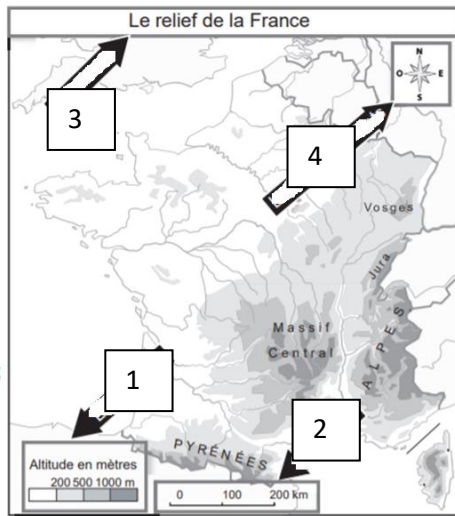 Le relief de la France
N
O E
S
3
4
Vosges
Jura
Massif
Central
ALPES
1
2
PYRÉNÉES
Altitude en mètres
200 500 1000 m
0 100 200 km